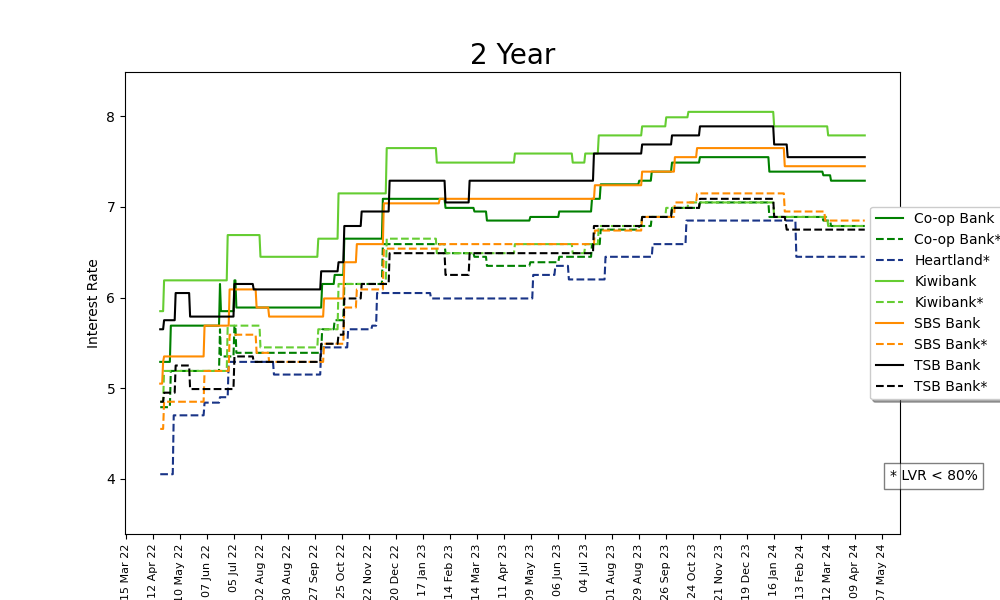 2 Year
Interest Rate
8
7
6
5
4
15 Mar 22
12 Apr 22
10 May 22
07 Jun 22
05 Jul 22
02 Aug 22
30 Aug 22
27 Sep 22
25 Oct 22
22 Nov 22
20 Dec 22
17 Jan 23
14 Feb 23
14 Mar 23
11 Apr 23
09 May 23
06 Jun 23
04 Jul 23
01 Aug 23
29 Aug 23
26 Sep 23
24 Oct 23
21 Nov 23
19 Dec 23
16 Jan 24
13 Feb 24
12 Mar 24
09 Apr 24
07 May 24
Co-op Bank
Co-op Bank*
Heartland*
Kiwibank
Kiwibank*
SBS Bank
SBS Bank*
TSB Bank
TSB Bank*
* LVR < 80%